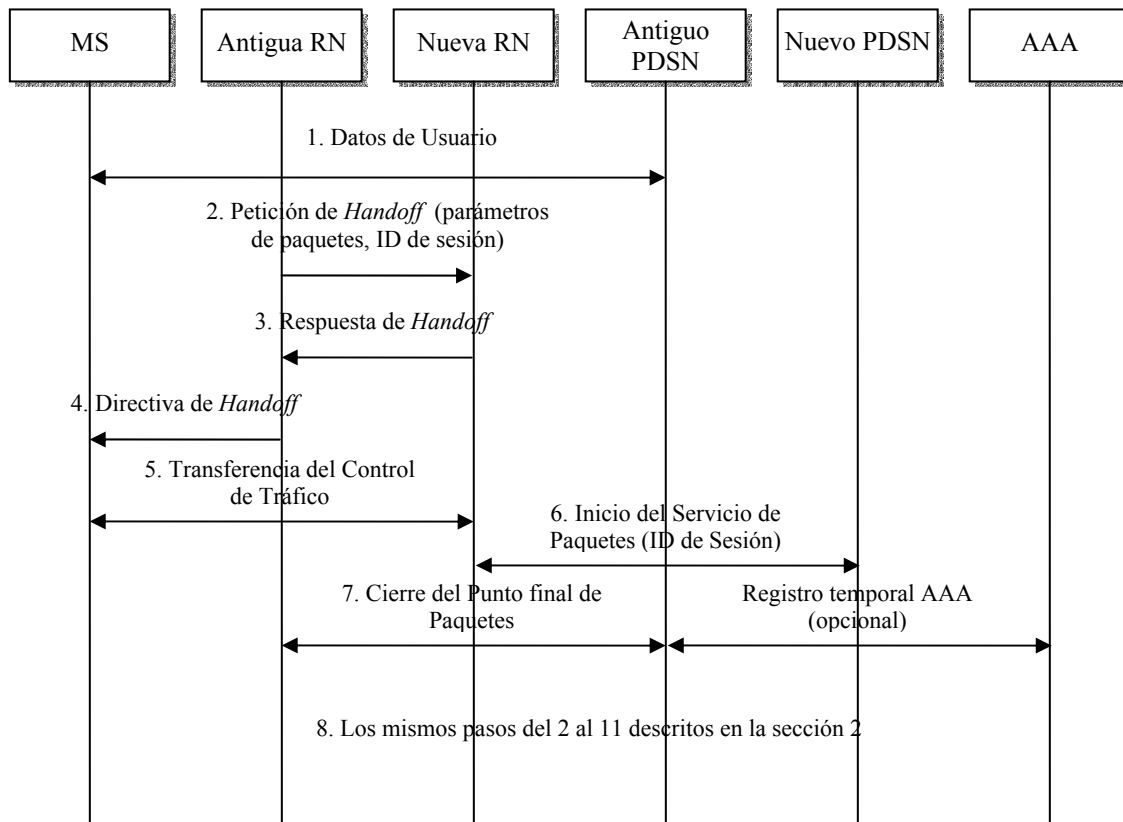 MS
Antigua RN
Nueva RN
Antiguo
PDSN
Nuevo PDSN
AAA
1. Datos de Usuario
2. Petición de Handoff (parámetros
de paquetes, ID de sesión)
3. Respuesta de Handoff
4. Directiva de Handoff
5. Transferencia del Control
de Tráfico
6. Inicio del Servicio de
Paquetes (ID de Sesión)
7. Cierre del Punto final de
Paquetes
Registro temporal AAA
(opcional)
8. Los mismos pasos del 2 al 11 descritos en la sección 2